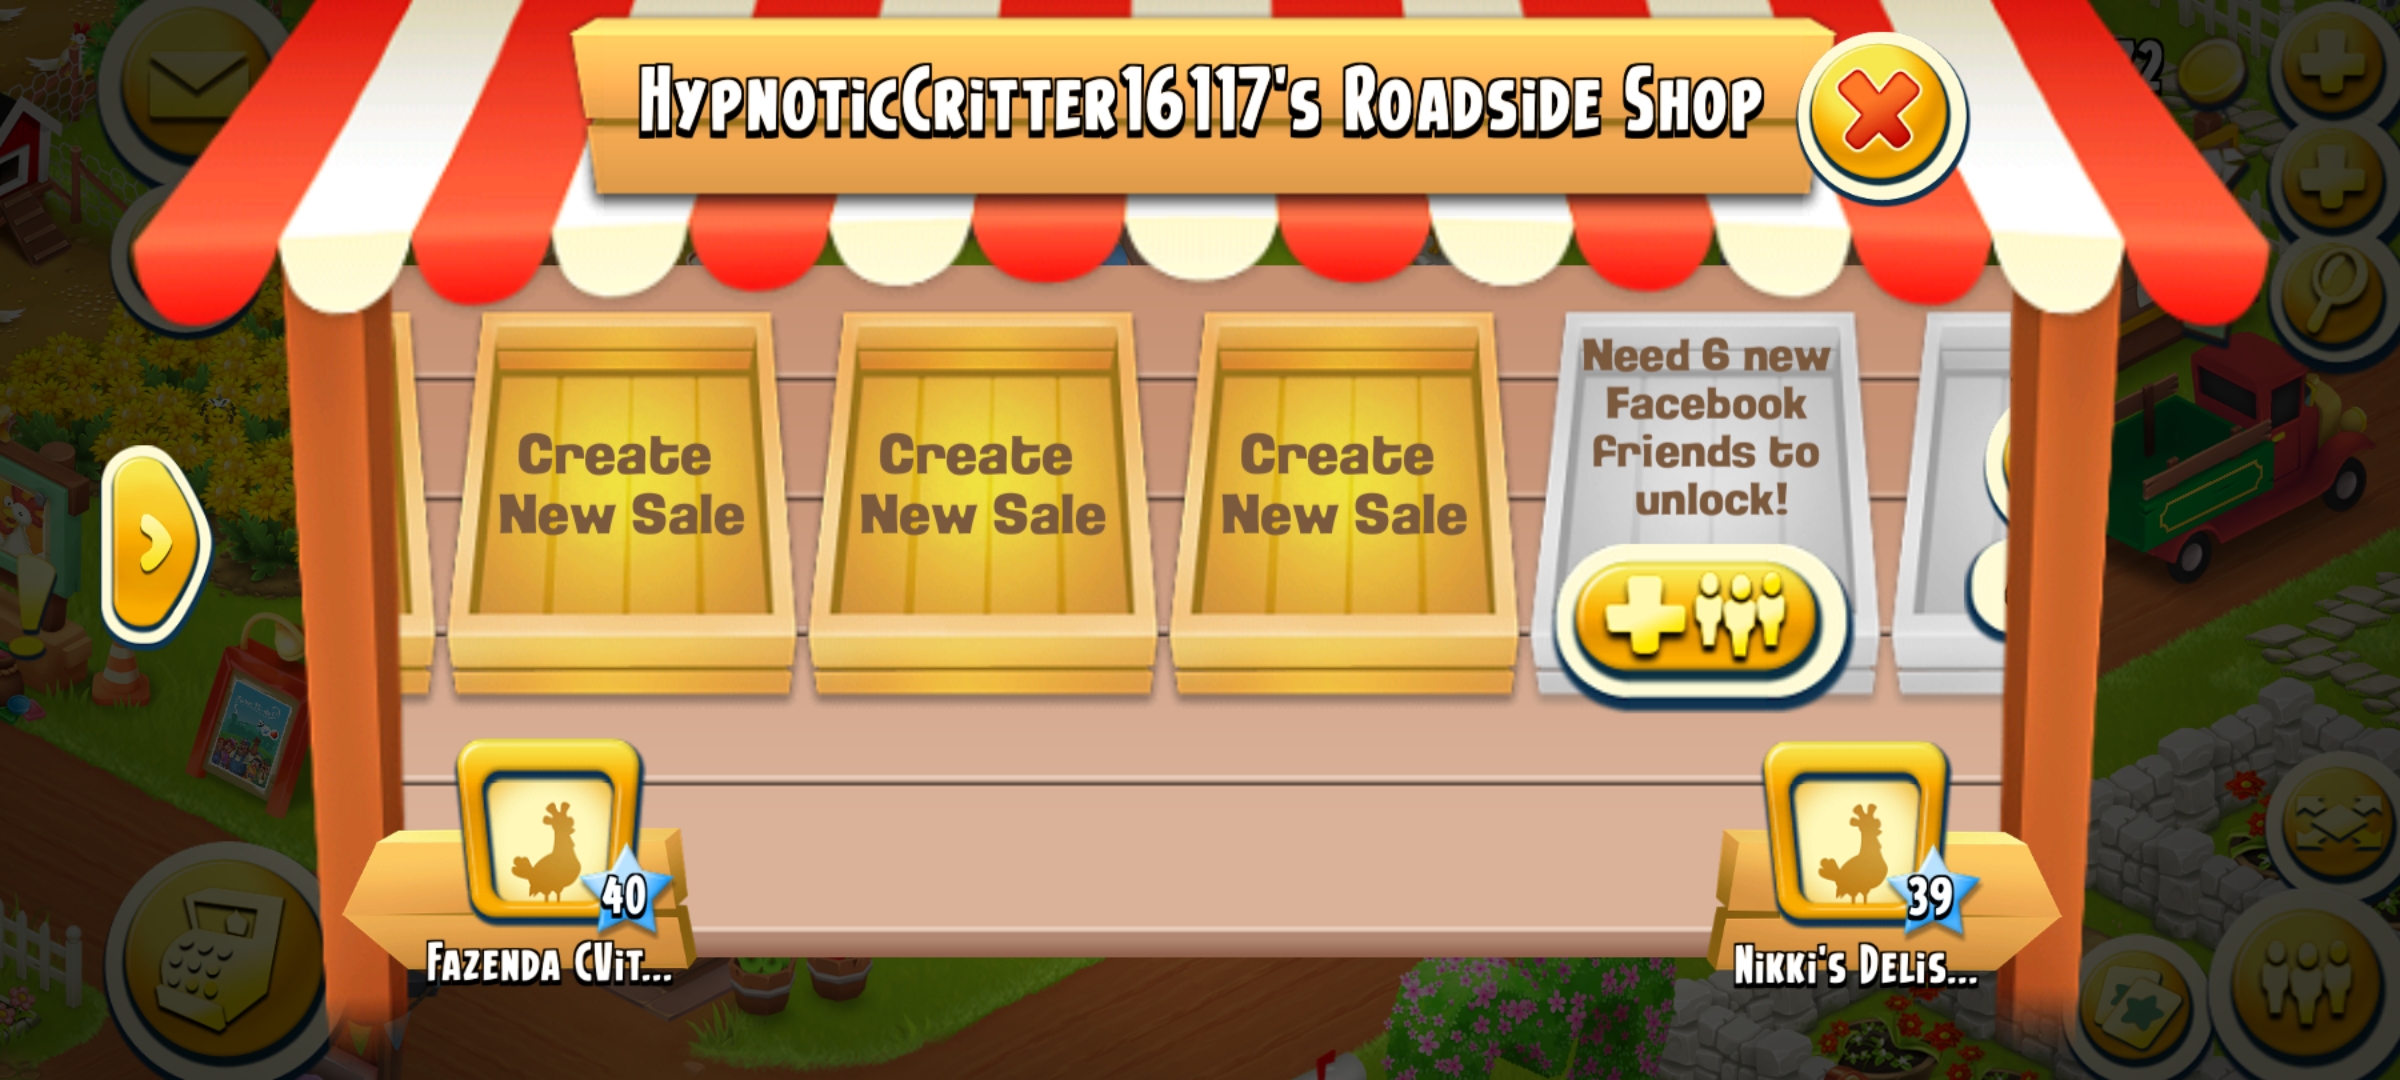 HypnoticCritter16117's Roadside Shop
Create
New Sale
Create
New Sale
Create
New Sale
Need 6 new
Facebook
friends to
unlock!
40
Fazenda CVit...
39
Nikki's Delis...